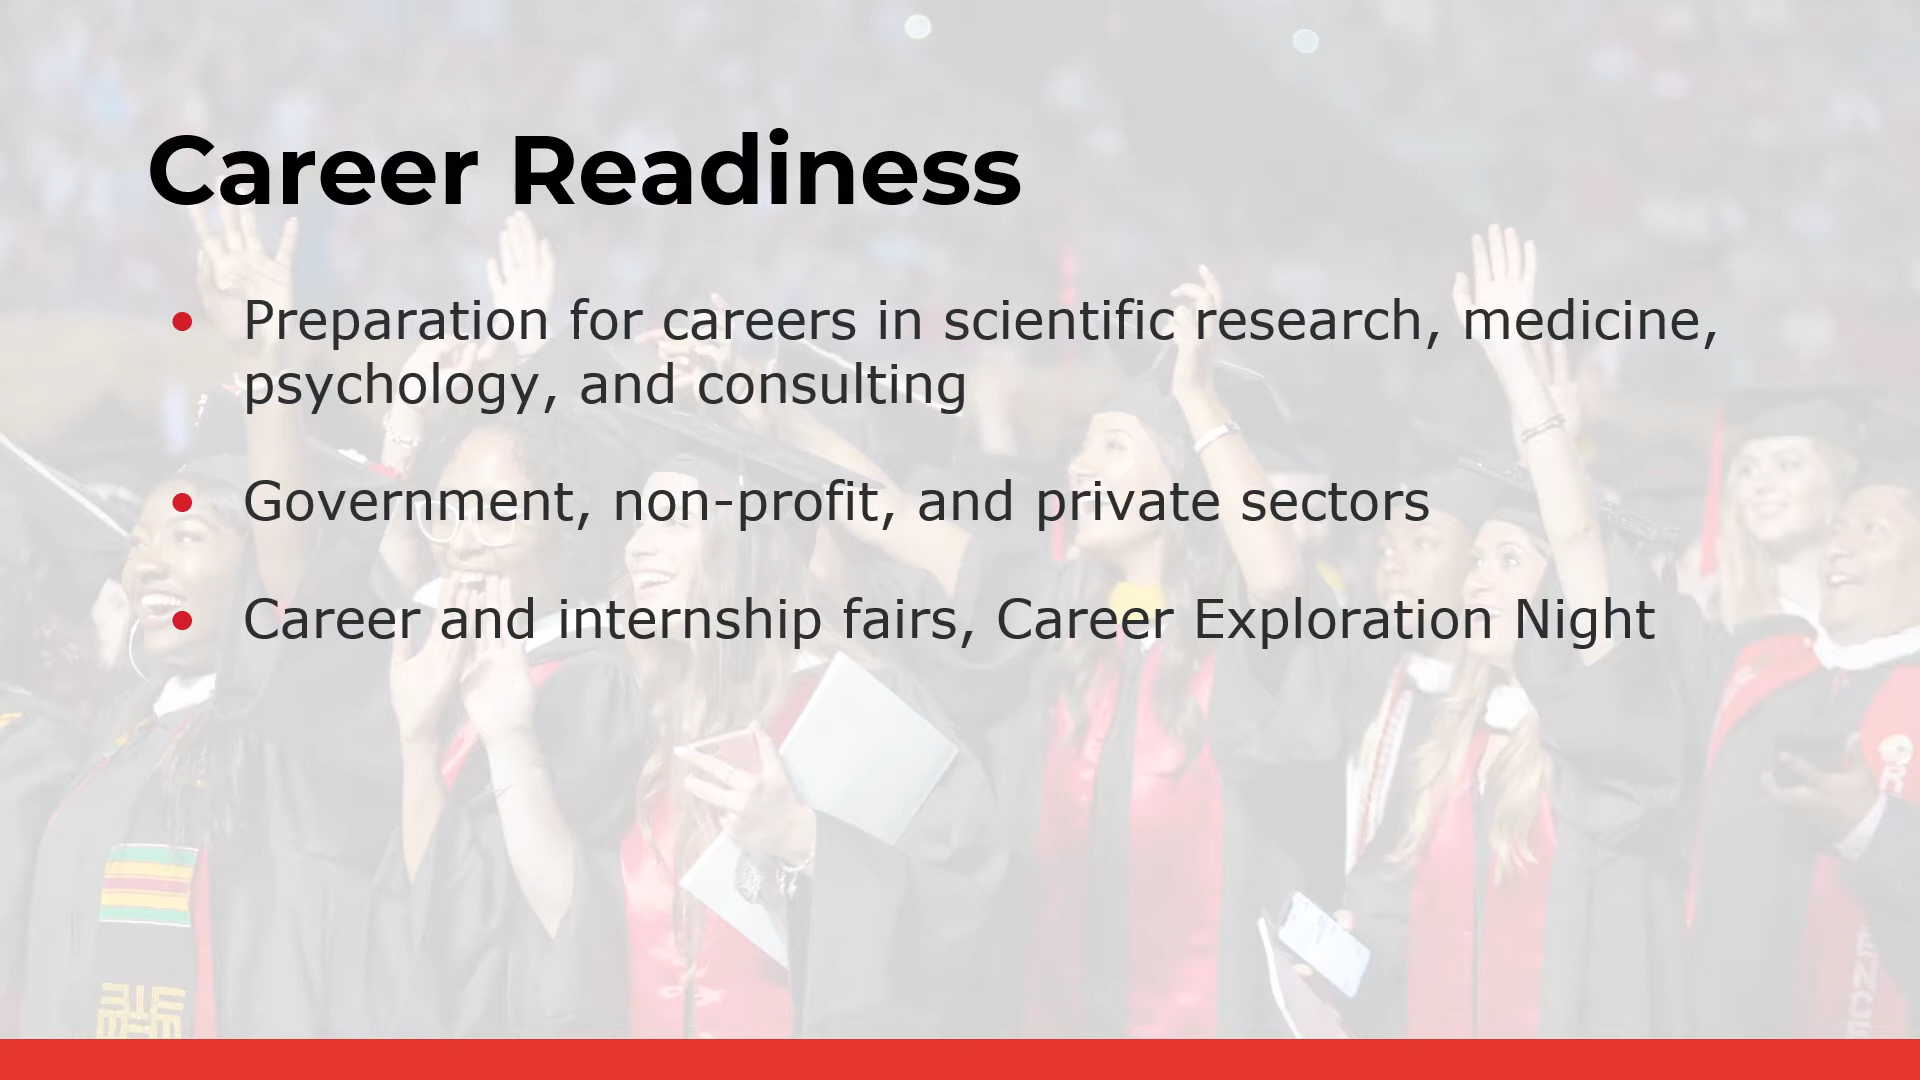 Career Readiness
• Preparation for careers in scientific research, medicine,
psychology, and consulting
• Government, non-profit, and private sectors
• Career and internship fairs, Career Exploration Night